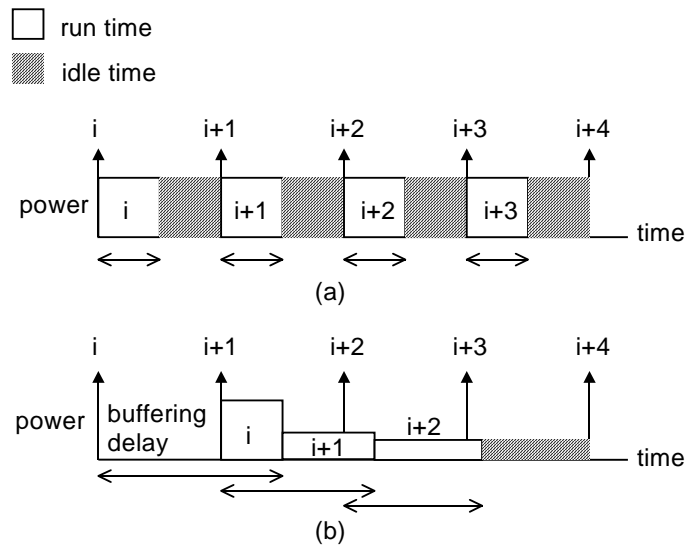 run time
idle time
i i+1 i+2 i+3 i+4
power i i+1 i+2 i+3 time
(a)
i i+1 i+2 i+3 i+4
power buffering
delay i i+1 i+2 time
(b)